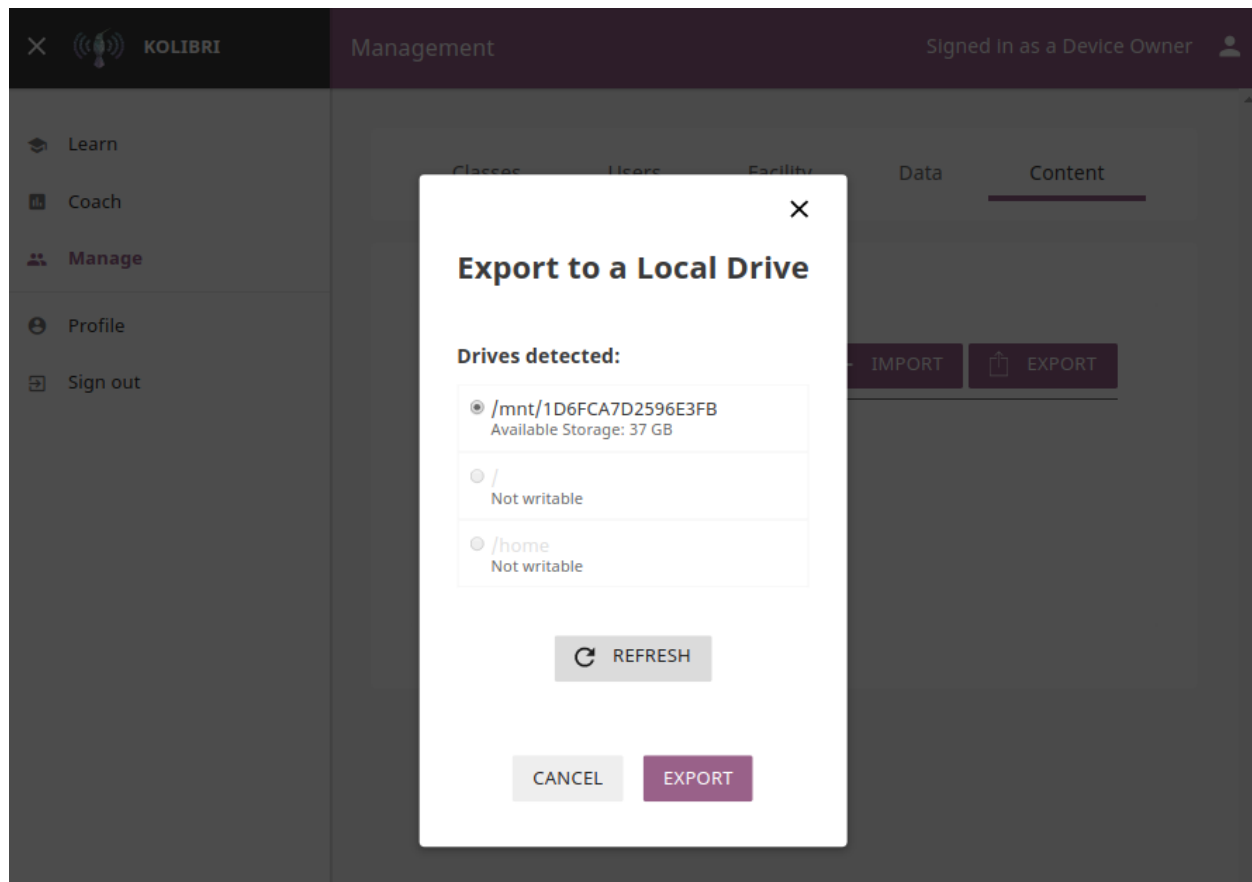 KOLIBRI
Management
Signed in as a Device Owner
Learn
Coach
Manage
Profile
Sign out
Classes Users Facility Data Content
IMPORT EXPORT
Export to a Local Drive
Drives detected:
/mnt/1D6FCA7D2596E3FB
Available Storage: 37 GB
/
Not writable
/home
Not writable
REFRESH
CANCEL EXPORT